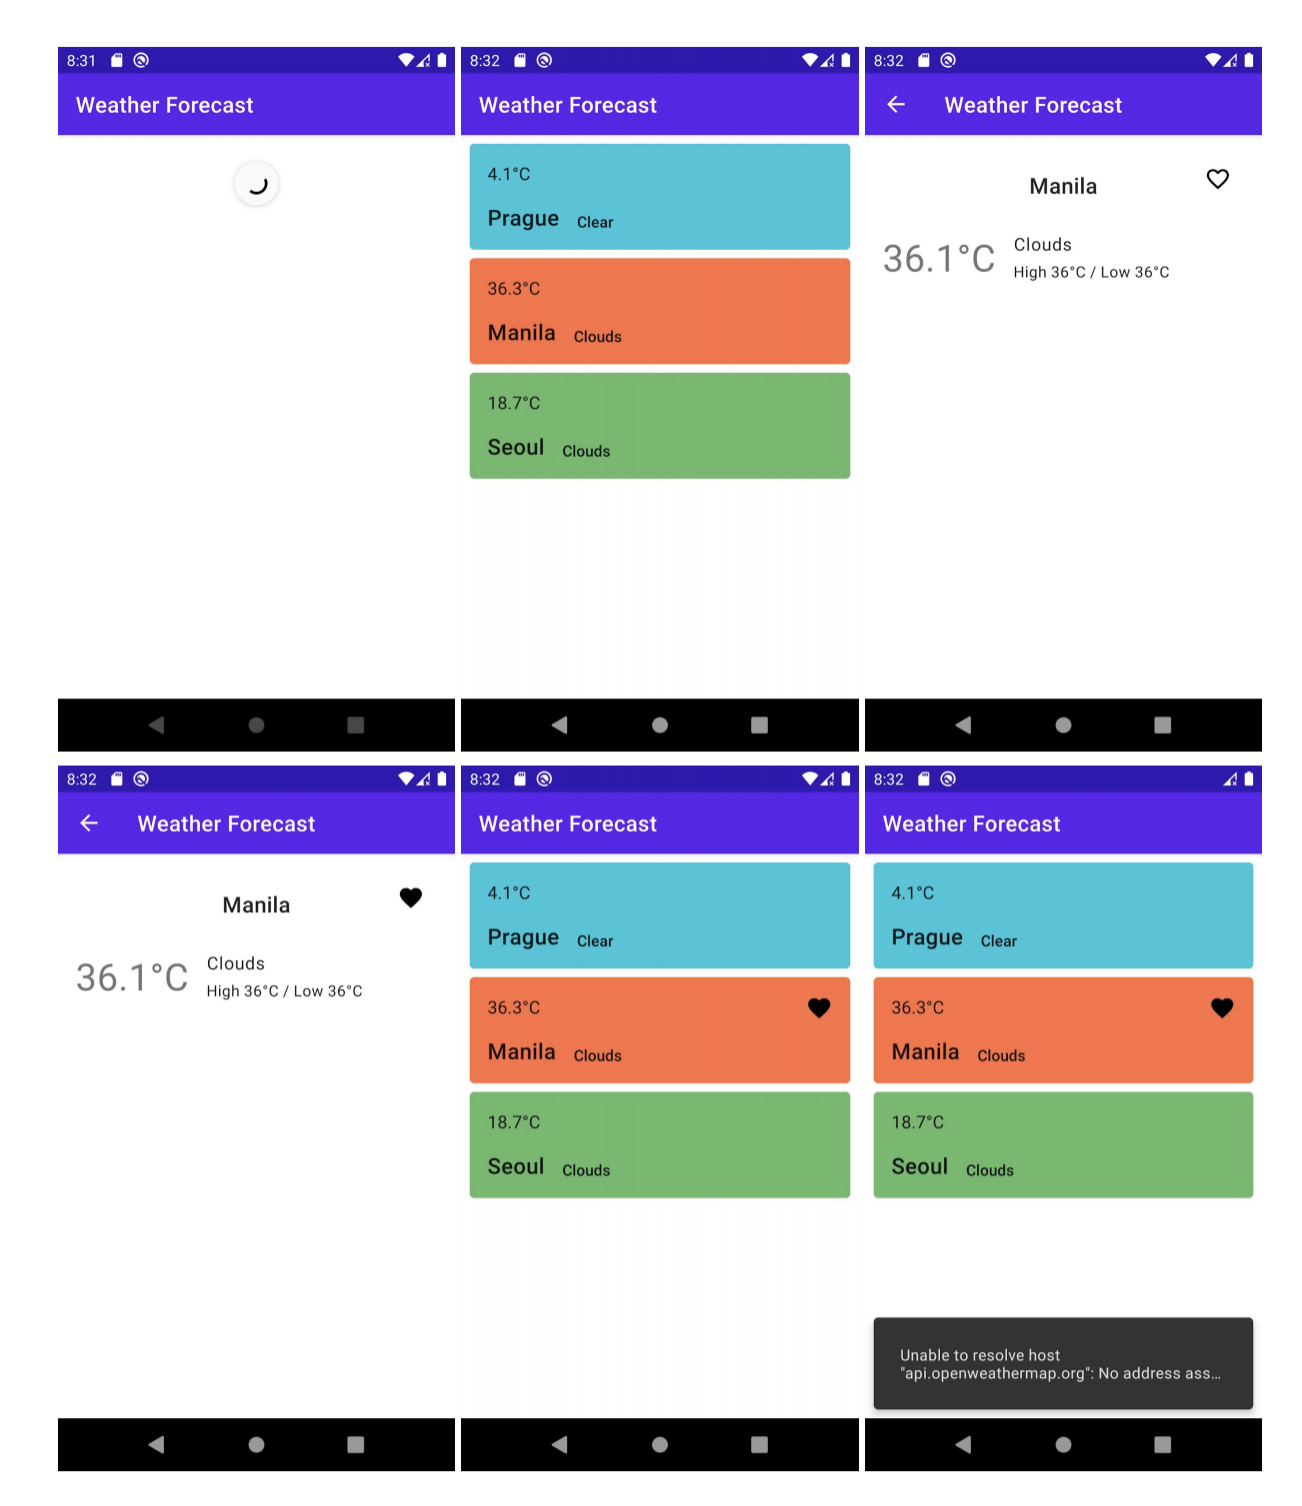 8:31
Weather Forecast
8:32
Weather Forecast
4.1°C
Prague Clear
36.3°C
Manila Clouds
18.7°C
Seoul Clouds
8:32
Weather Forecast
Manila
36.1°C
Clouds
High 36°C / Low 36°C
8:32
Weather Forecast
Manila
36.1°C
Clouds
High 36°C / Low 36°C
8:32
Weather Forecast
4.1°C
Prague Clear
36.3°C
Manila Clouds
18.7°C
Seoul Clouds
8:32
Weather Forecast
4.1°C
Prague Clear
36.3°C
Manila Clouds
18.7°C
Seoul Clouds
Unable to resolve host
"api.openweathermap.org": No address ass...